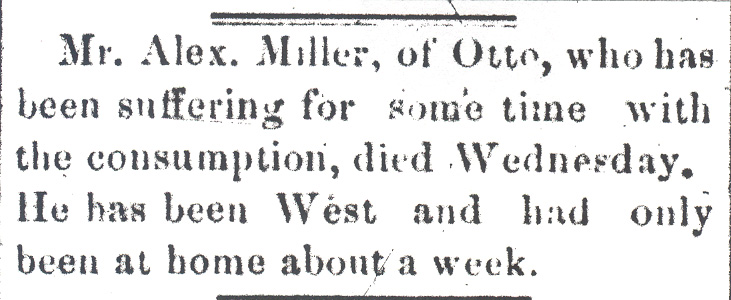 Mr. Alex. Miller, of Otto, who has
been suffering for some time with
the consumption, died Wednesday.
He has been West and had only
been at home about a week.